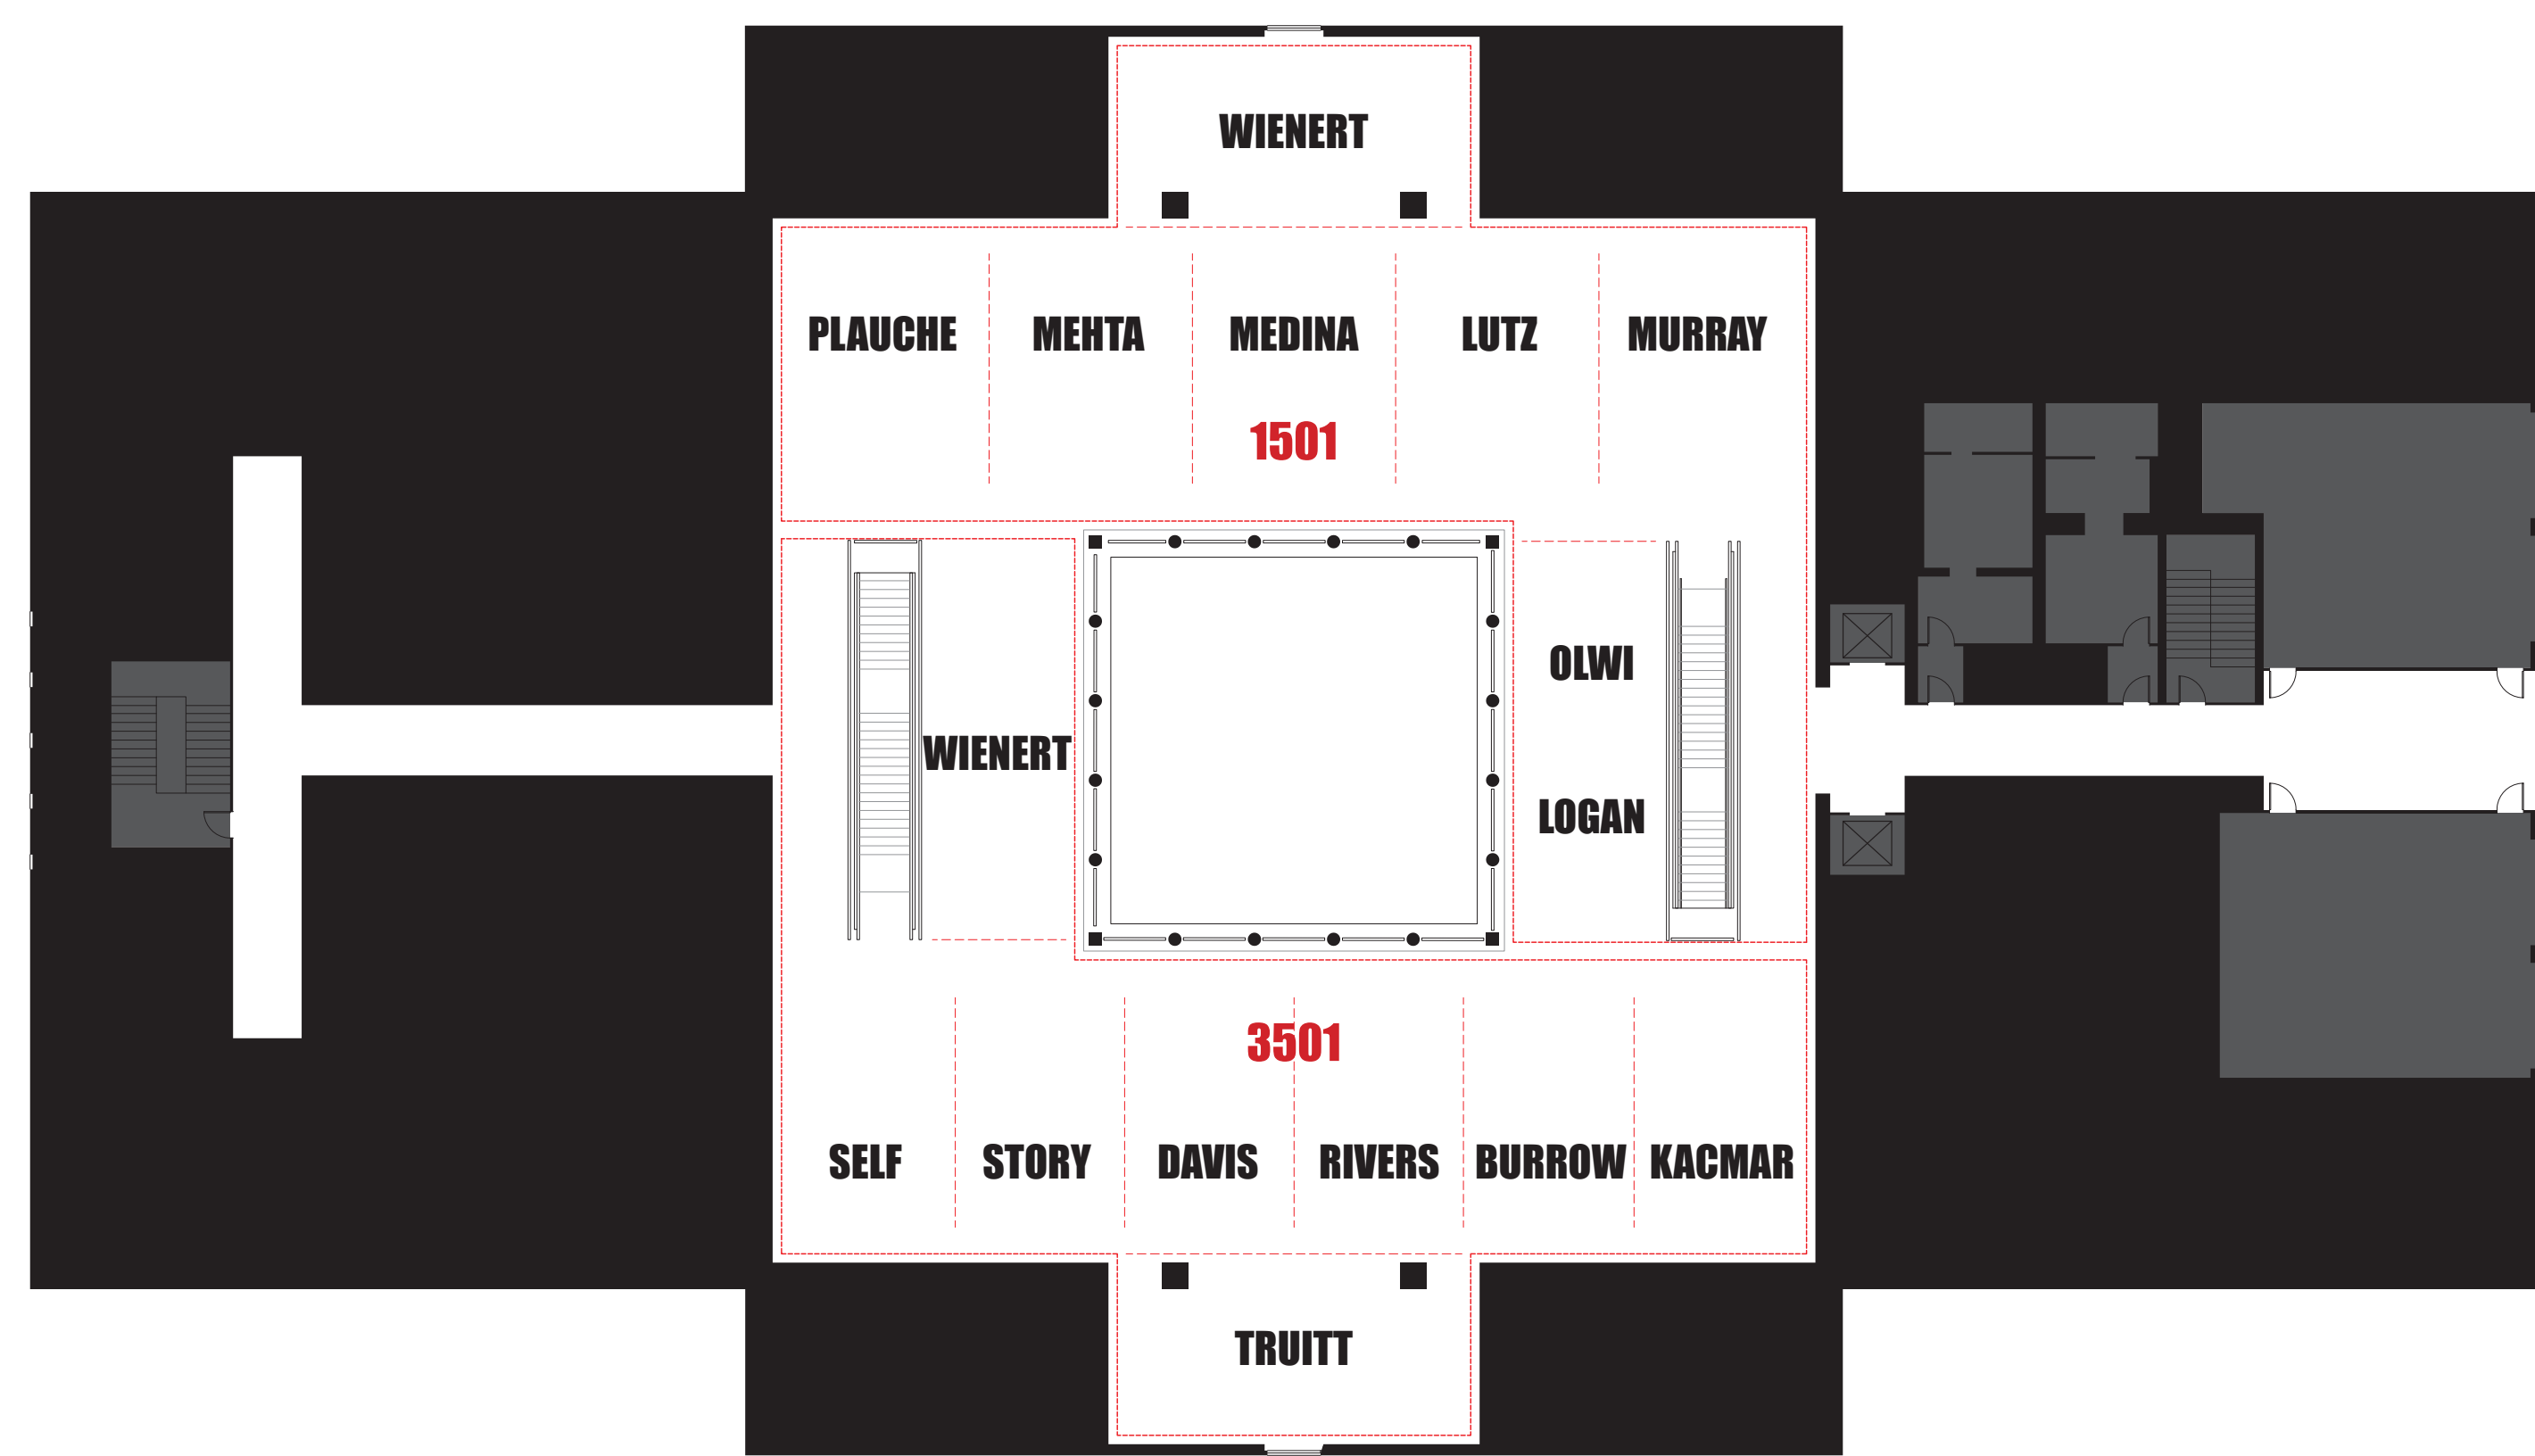 WIENERT
PLAUCHE MEHTA MEDINA LUTZ MURRAY
1501
OLWI
WIENERT
LOGAN
3501
SELF STORY DAVIS RIVERS BURROW KACMAR
TRUITT